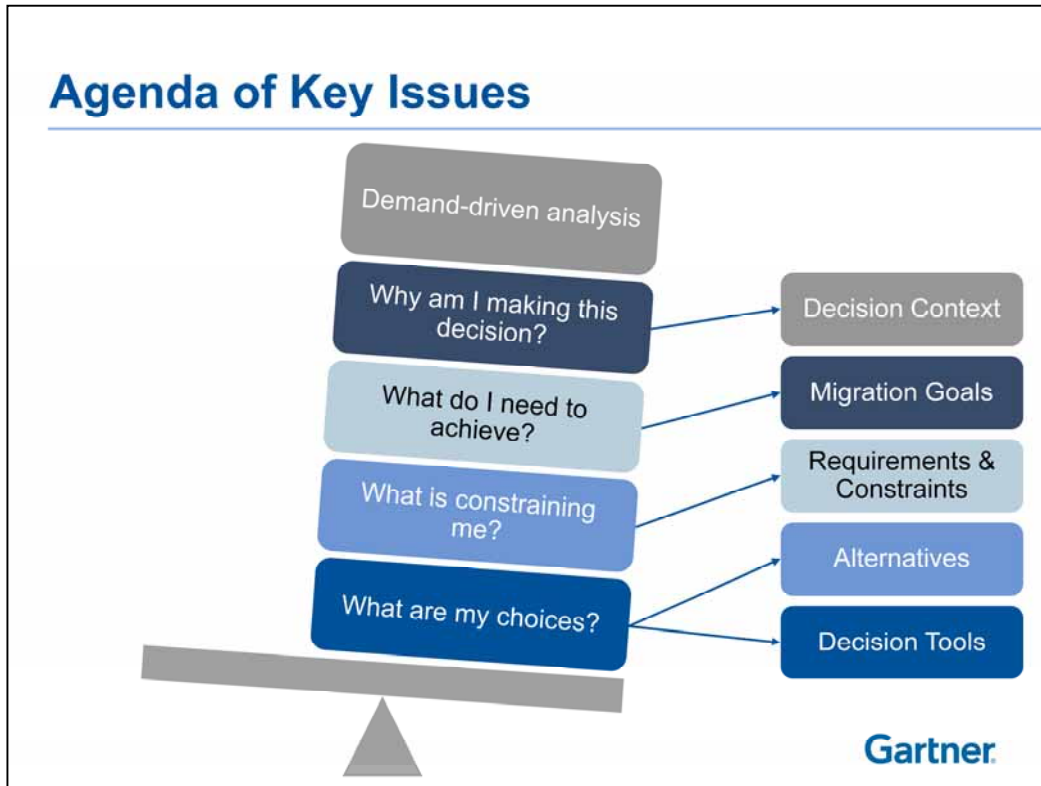 Agenda of Key Issues
Demand-driven analysis
Why am I making this
decision?
What do I need to
achieve?
What is constraining
me?
What are my choices?
Decision Context
Migration Goals
Requirements &
Constraints
Alternatives
Decision Tools
Gartner.